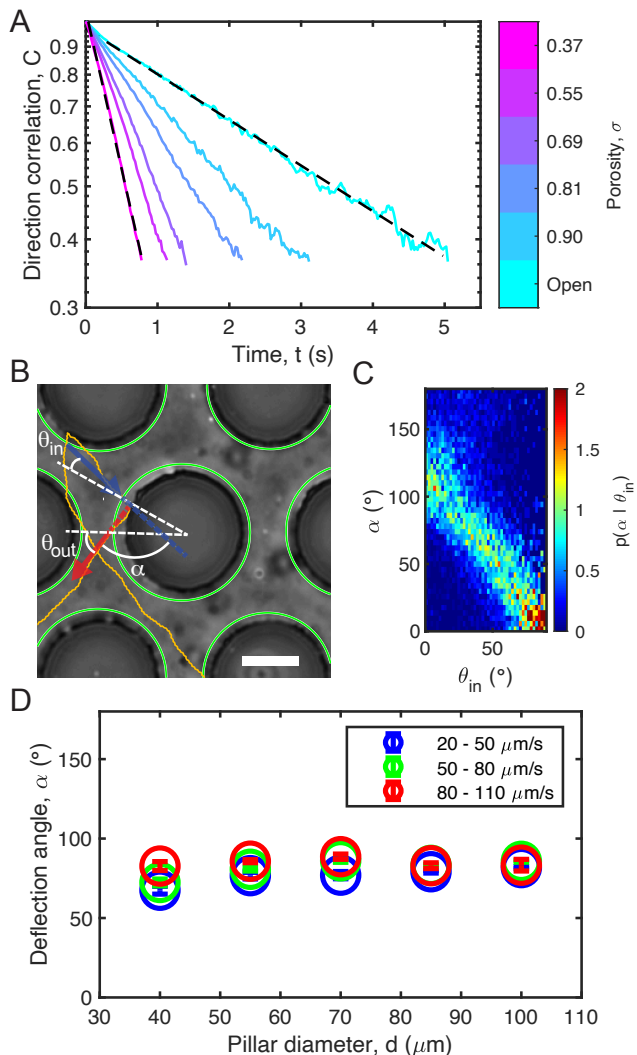 A
Direction correlation, C
0.9
0.8
0.7
0.6
0.5
0.4
0.3
0 1 2 3 4 5
Time, t (s)
0.37
0.55
0.69
0.81
0.90
Open
Porosity, σ
B
θin
θout
α
C
α (°)
150
100
50
0
0 50
θin (°)
2
1.5
1
0.5
0
p(α | θin)
D
Deflection angle, α (°)
150
100
50
0
20 - 50 μm/s
50 - 80 μm/s
80 - 110 μm/s
30 40 50 60 70 80 90 100 110
Pillar diameter, d (μm)